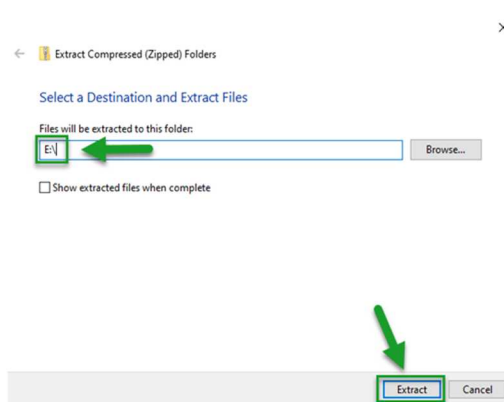 Extract Compressed (Zipped) Folders
Select a Destination and Extract Files
Files will be extracted to this folder:
E:\
Browse...
Show extracted files when complete
Extract
Cancel